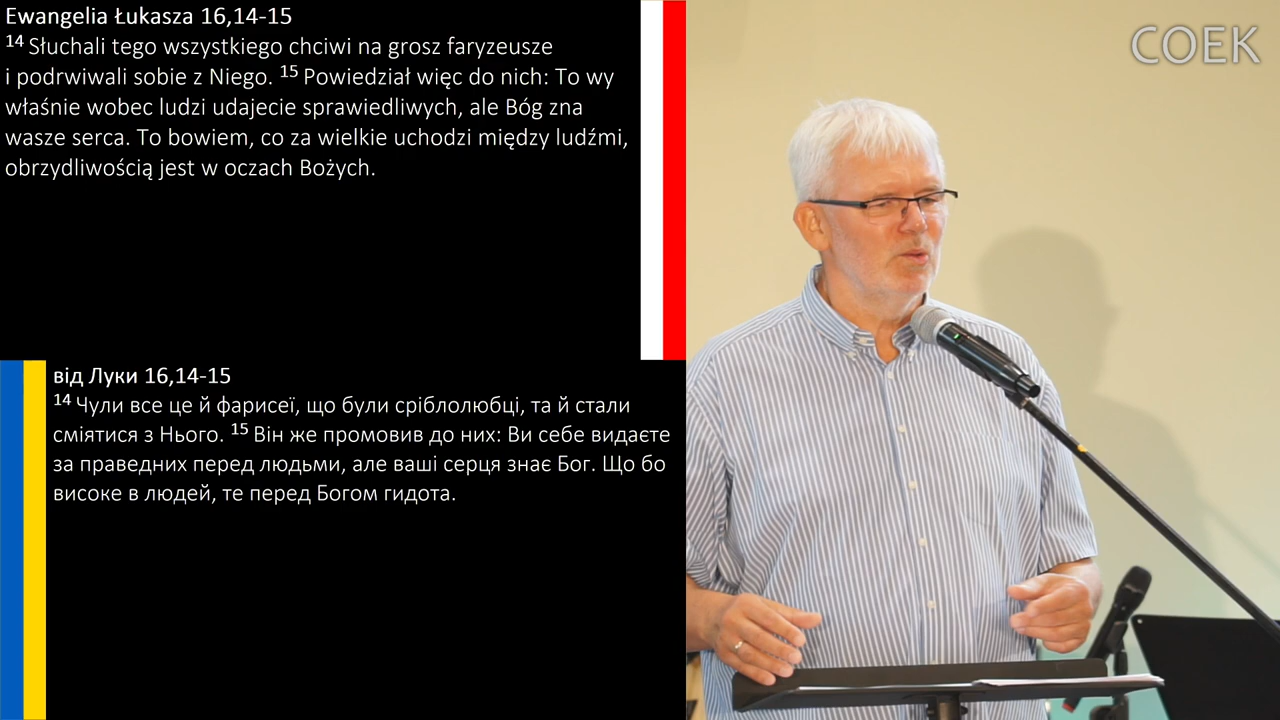 Ewangelia Łukasza 16,14-15
14 Słuchali tego wszystkiego chciwi na grosz faryzeusze
i podrwiwali sobie z Niego. 15 Powiedział więc do nich: To wy
właśnie wobec ludzi udajecie sprawiedliwych, ale Bóg zna
wasze serca. To bowiem, co za wielkie uchodzi między ludźmi,
obrzydliwością jest w oczach Bożych.
від Луки 16,14-15
14 Чули все це й фарисеї, що були сріблолюбці, та й стали
сміятися з Нього. 15 Він же промовив до них: Ви себе видаєте
за праведних перед людьми, але ваші серця знає Бог. Що бо
високе в людей, те перед Богом гидота.
COEK